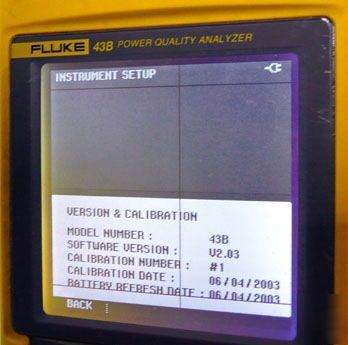 FLUKE 43B POWER QUALITY ANALYZER
INSTRUMENT SETUP
VERSION & CALIBRATION
MODEL NUMBER : 43B
SOFTWARE VERSION : V2.03
CALIBRATION NUMBER : #1
CALIBRATION DATE : 06/04/2003
BATTERY REFRESH DATE : 06/04/2003
BACK